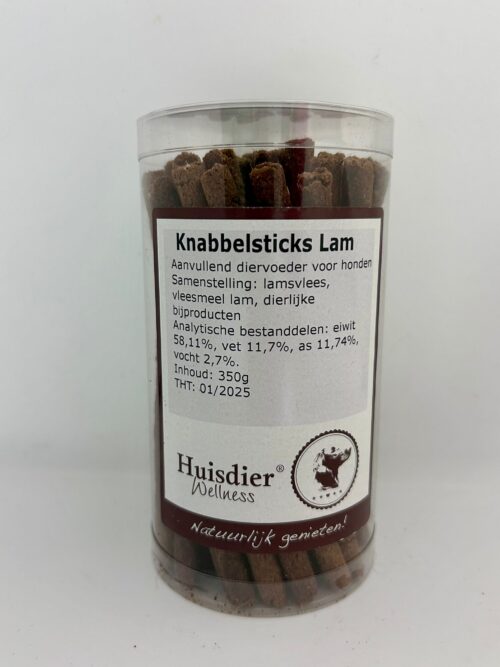 Knabbelsticks Lam
Aanvullend diervoeder voor honden
Samenstelling: lamsvlees,
vleesmeel lam, dierlijke
bijproducten
Analytische bestanddelen: eiwit
58,11%, vet 11,7%, as 11,74%,
vocht 2,7%.
Inhoud: 350g
THT: 01/2025
Huisdier®
Wellness
Natuurlijk genieten!